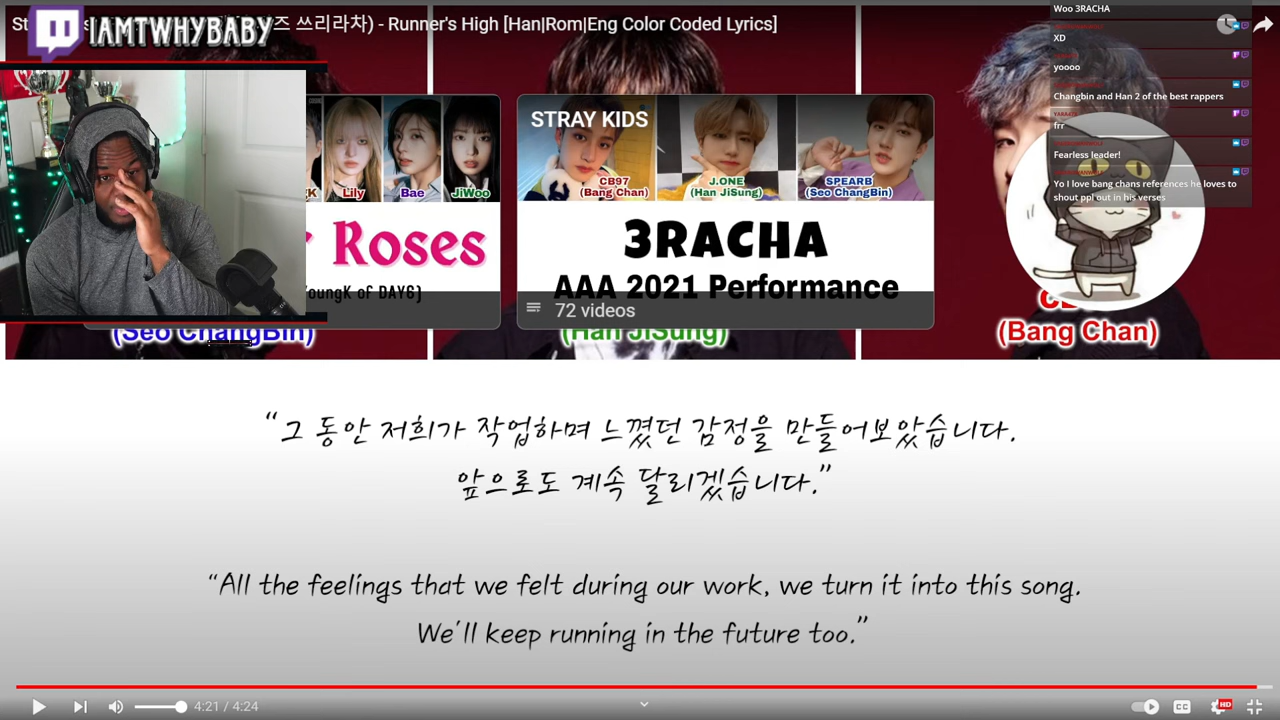 IAMTWHYBABY
즈 쓰리라차) - Runner's High [Han|Rom|Eng Color Coded Lyrics]
Woo 3RACHA
XD
yoooo
Changbin and Han 2 of the best rappers
frr
Fearless leader!
Yo I love bang chans references he loves to
shout ppl out in his verses
Lily
Bae
JiWoo
Roses
of DAY6)
STRAY KIDS
CB97
(Bang Chan)
J.ONE
(Han JiSung)
SPEARB
(Seo ChangBin)
3RACHA
AAA 2021 Performance
72 videos
(Seo ChangBin)
(Han JiSung)
(Bang Chan)
“그 동안 저희가 작업하며 느꼈던 감정을 만들어보았습니다.
앞으로도 계속 달리겠습니다.”
“All the feelings that we felt during our work, we turn it into this song.
We'll keep running in the future too.”
4:21 / 4:24
CC
HD